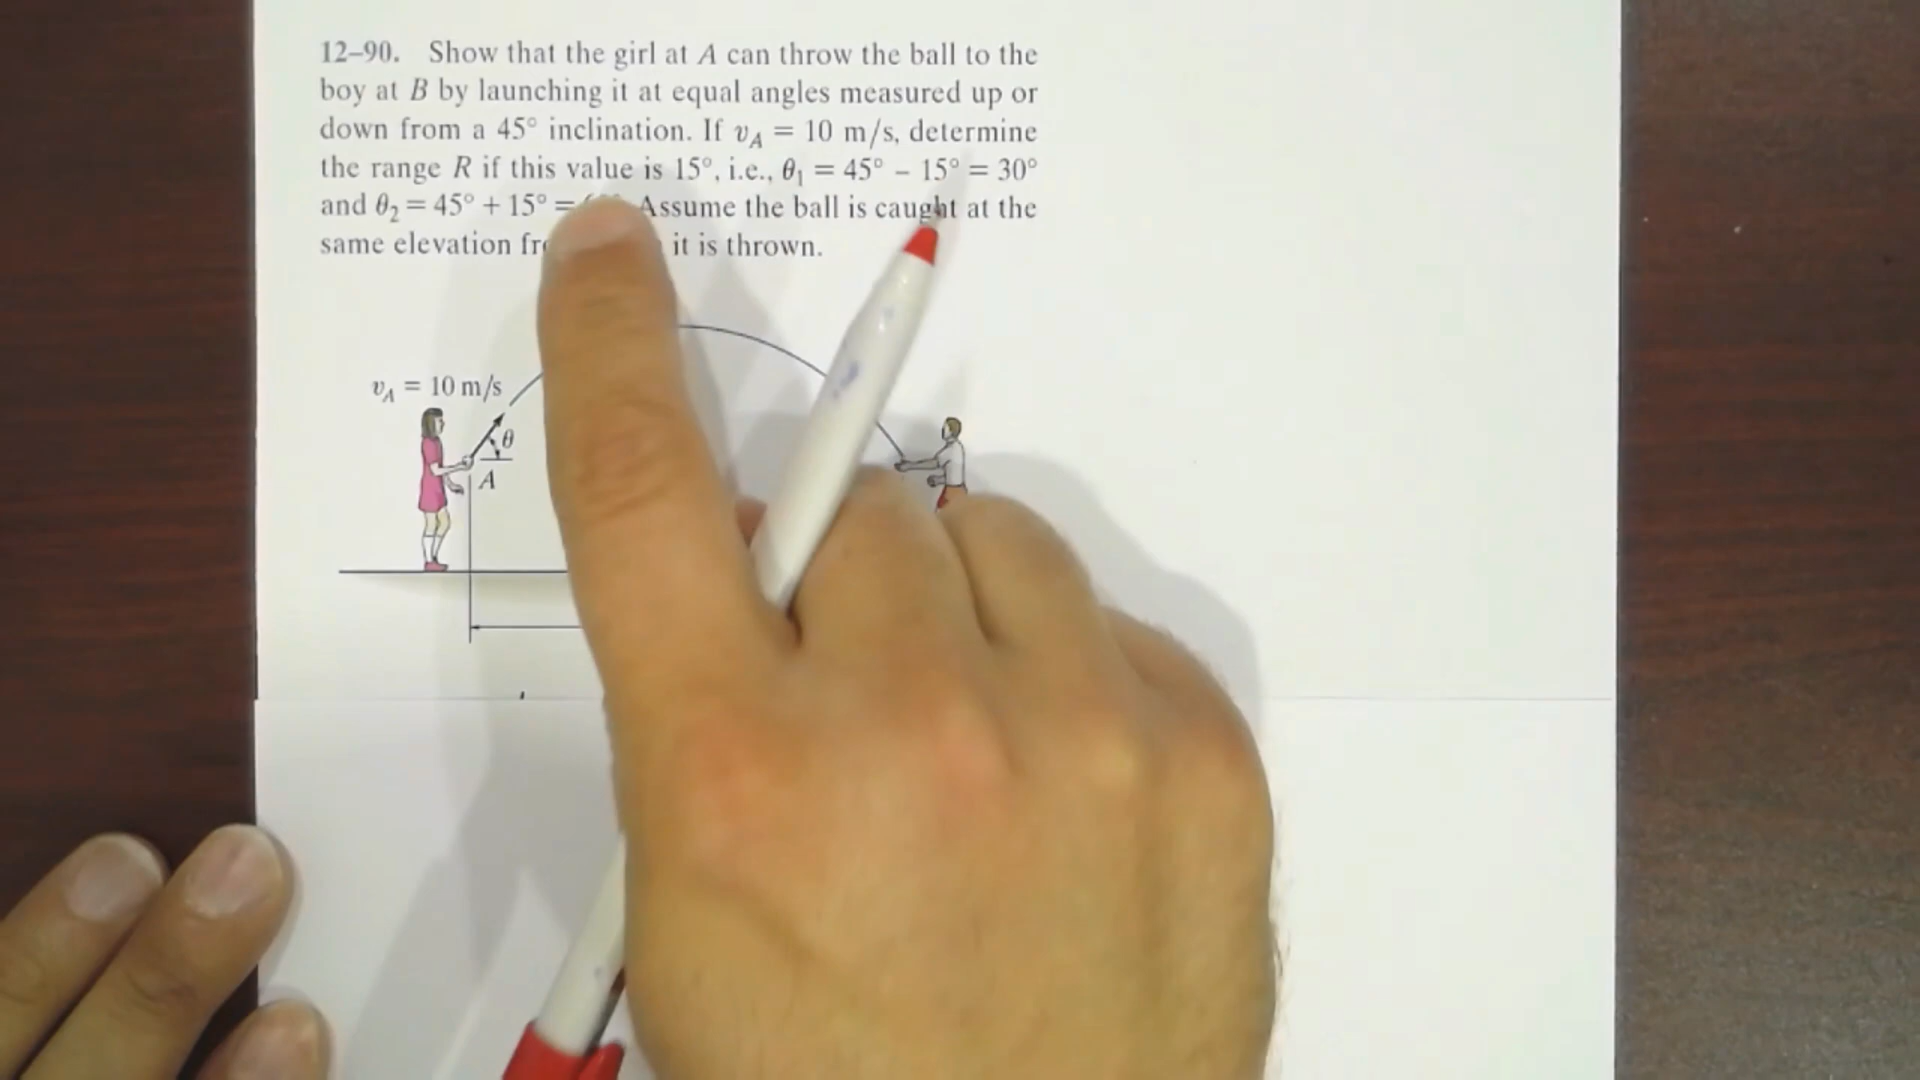 12–90. Show that the girl at A can throw the ball to the
boy at B by launching it at equal angles measured up or
down from a 45° inclination. If v_A = 10 m/s, determine
the range R if this value is 15°, i.e., θ₁ = 45° – 15° = 30°
and θ₂ = 45° + 15° = Assume the ball is caught at the
same elevation it is thrown.
v_A = 10 m/s
θ
A